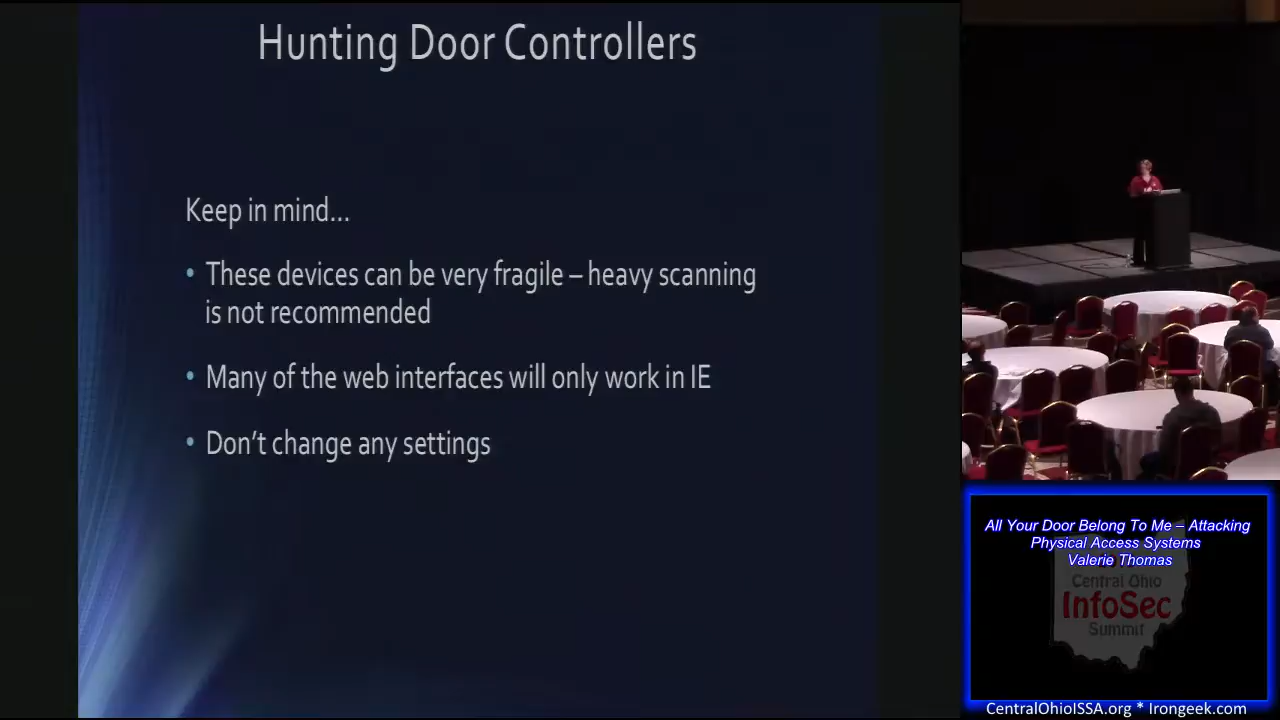 Hunting Door Controllers
Keep in mind...
• These devices can be very fragile – heavy scanning
is not recommended
• Many of the web interfaces will only work in IE
• Don't change any settings
All Your Door Belong To Me – Attacking
Physical Access Systems
Valerie Thomas
Central Ohio
InfoSec
Summit
CentralOhioISSA.org * Irongeek.com